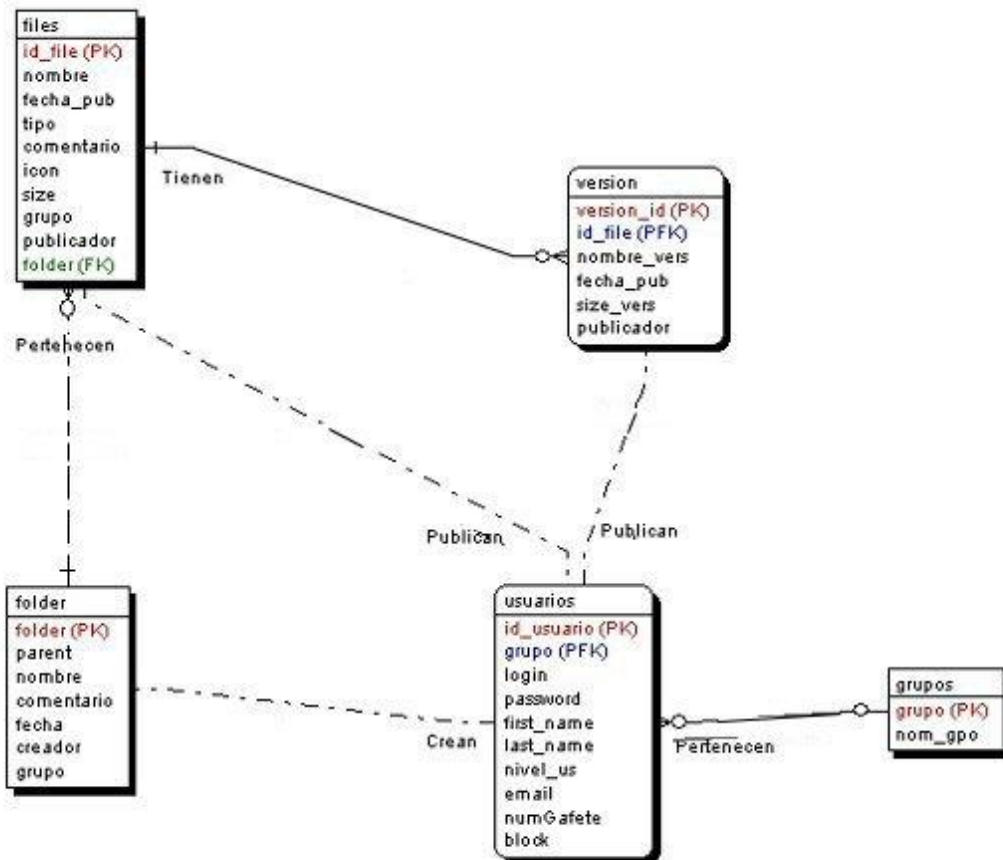 files
id_file (PK)
nombre
fecha_pub
tipo
comentario
icon
size
grupo
publicador
folder (FK)
Tienen
version
version_id (PK)
id_file (PFK)
nombre_vers
fecha_pub
size_vers
publicador
Pertenecen
Publican
Publican
folder
folder (PK)
parent
nombre
comentario
fecha
creador
grupo
Crean
usuarios
id_usuario (PK)
grupo (PFK)
login
password
first_name
last_name
nivel_us
email
numGafete
block
Pertenecen
grupos
grupo (PK)
nom_gpo